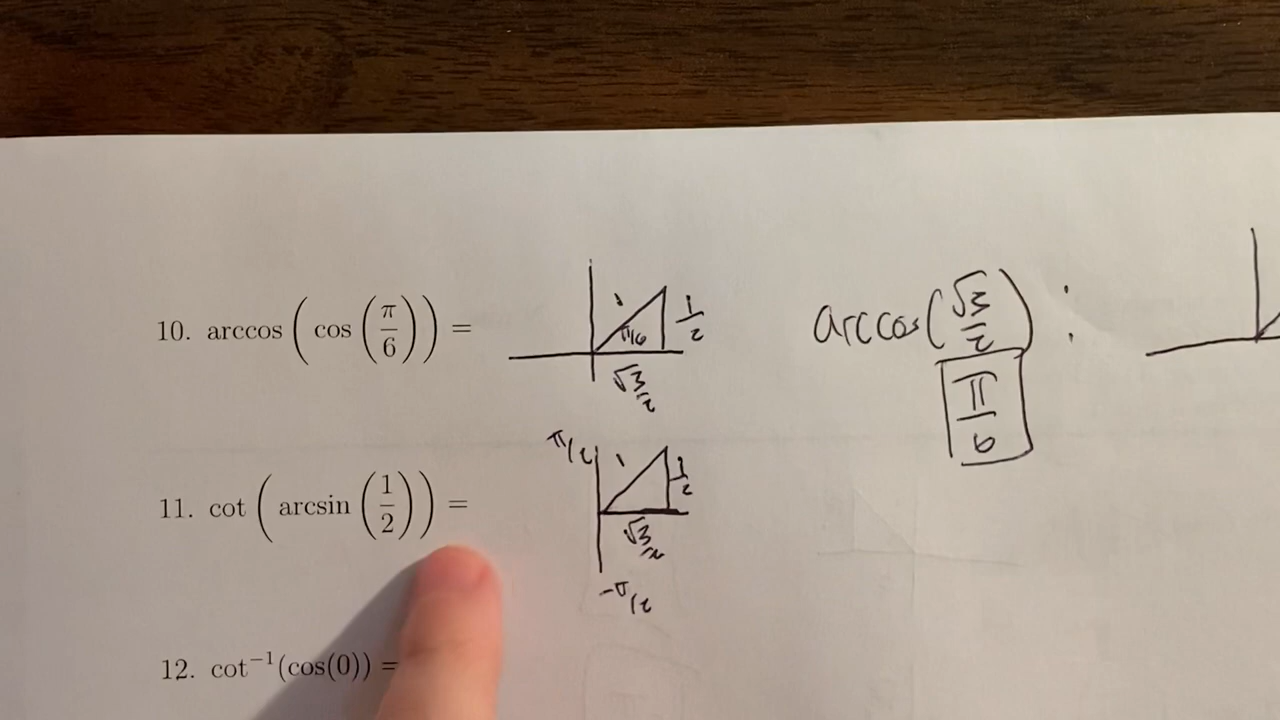 10. arccos(cos(π/6)) = 1 π/6 1/2 √3/2 arccos(√3/2) :
π/6
11. cot(arcsin(1/2)) = π/2 1 1/2 √3/2 -π/2
12. cot⁻¹(cos(0)) =